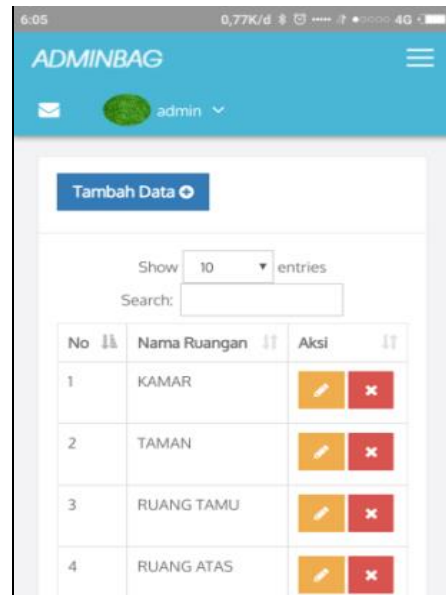 6:05 0,77K/d 4G
ADMINBAG
admin
Tambah Data
Show 10 entries
Search:
No Nama Ruangan Aksi
1 KAMAR
2 TAMAN
3 RUANG TAMU
4 RUANG ATAS